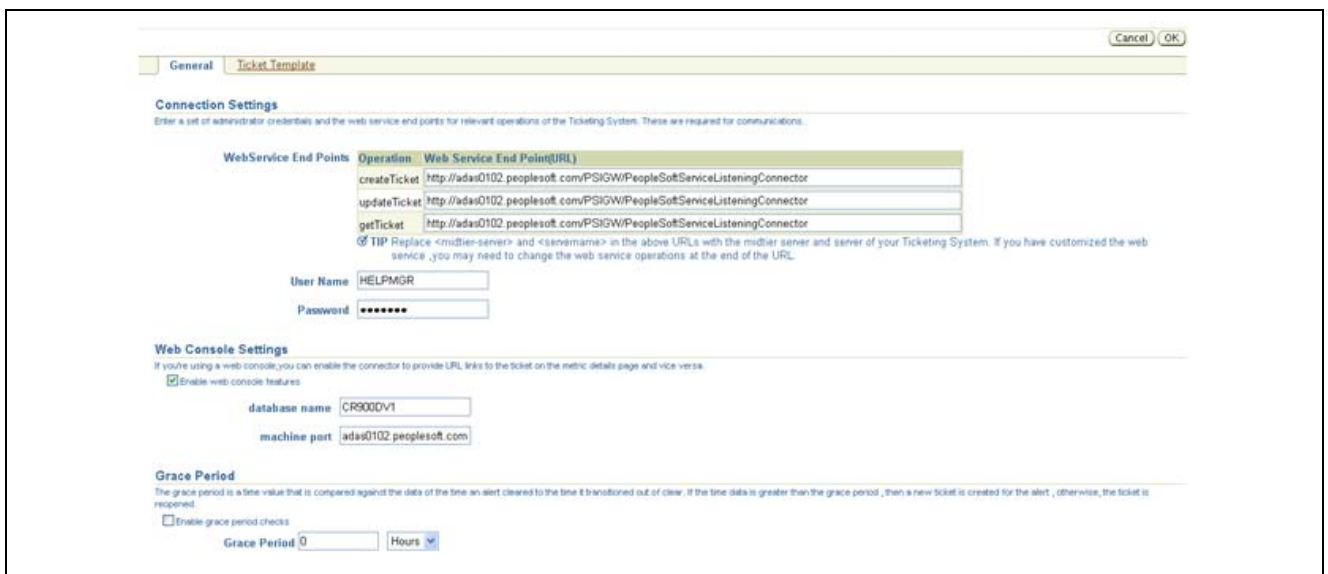 Cancel OK
General Ticket Template
Connection Settings
Enter a set of administrator credentials and the web service end points for relevant operations of the Ticketing System. These are required for communications.
WebService End Points Operation Web Service End Point(URL)
createTicket http://adas0102.peoplesoft.com/PSIGW/PeopleSoftServiceListeningConnector
updateTicket http://adas0102.peoplesoft.com/PSIGW/PeopleSoftServiceListeningConnector
getTicket http://adas0102.peoplesoft.com/PSIGW/PeopleSoftServiceListeningConnector
TIP Replace <midtier-server> and <servername> in the above URLs with the midtier server and server of your Ticketing System. If you have customized the web
service ,you may need to change the web service operations at the end of the URL.
User Name HELPMGR
Password •••••••
Web Console Settings
If you're using a web console,you can enable the connector to provide URL links to the ticket on the metric details page and vice versa.
Enable web console features
database name CR900DV1
machine port adas0102.peoplesoft.com
Grace Period
The grace period is a time value that is compared against the data of the time an alert cleared to the time it transitioned out of clear. If the time data is greater than the grace period , then a new ticket is created for the alert , otherwise, the ticket is
reopened.
Enable grace period checks
Grace Period 0 Hours